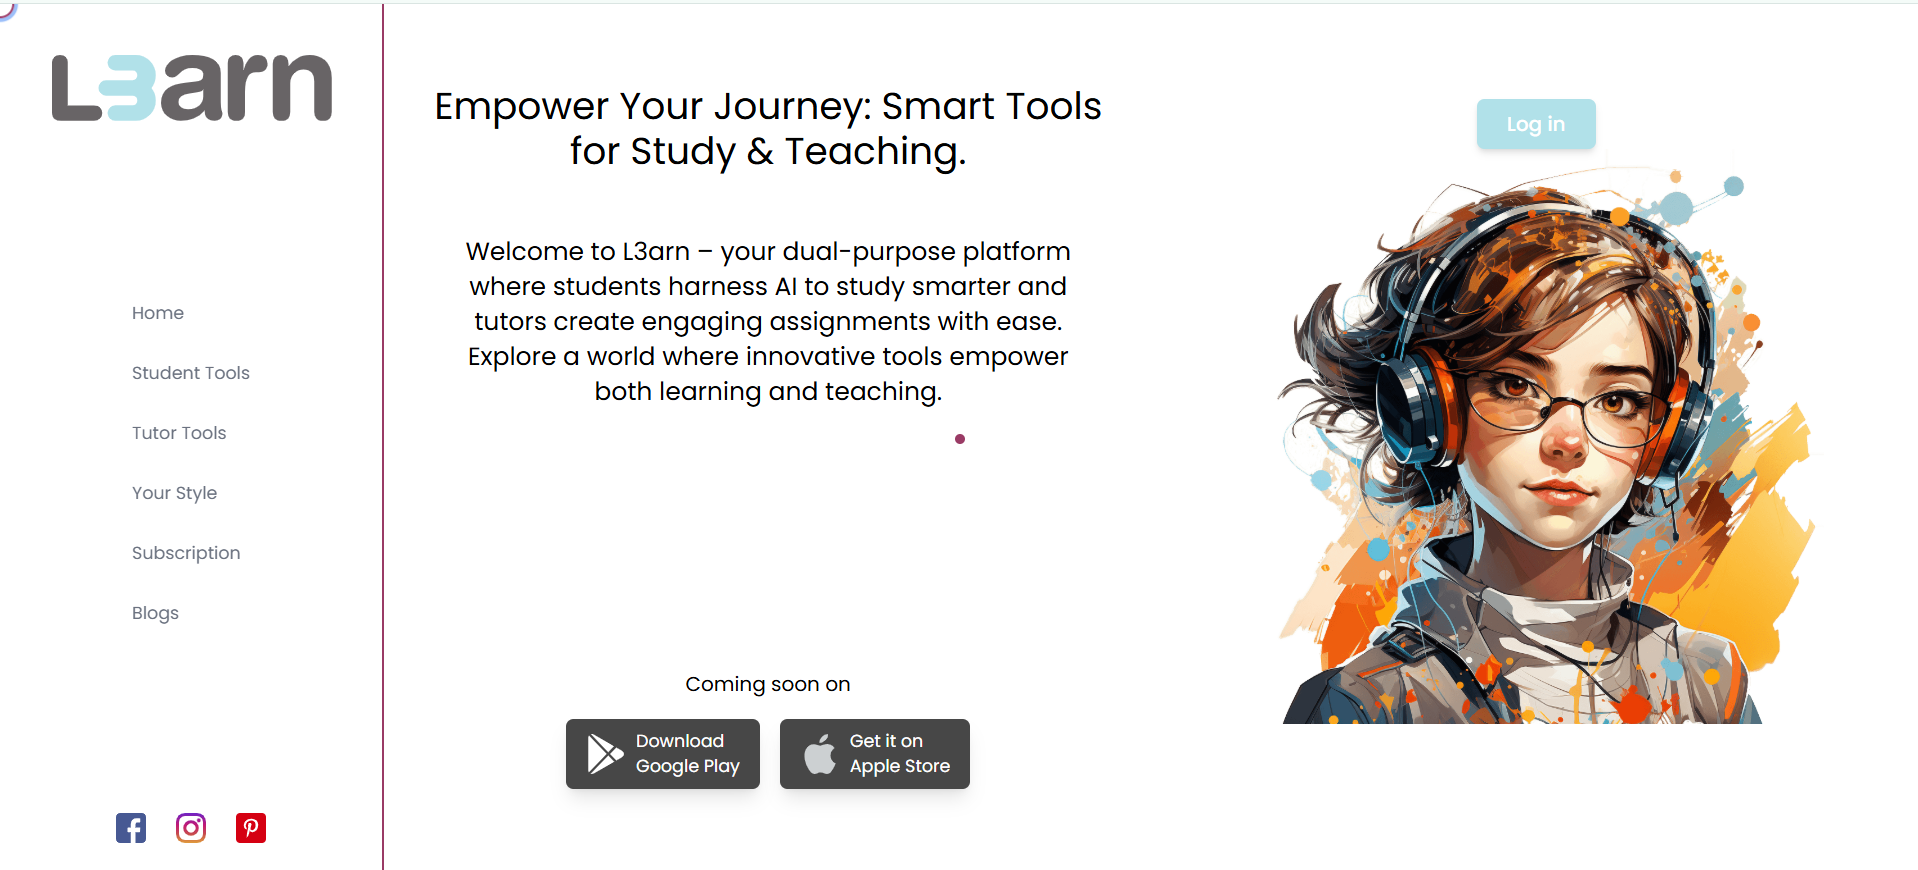 L3arn
Home
Student Tools
Tutor Tools
Your Style
Subscription
Blogs
Empower Your Journey: Smart Tools
for Study & Teaching.
Welcome to L3arn – your dual-purpose platform
where students harness AI to study smarter and
tutors create engaging assignments with ease.
Explore a world where innovative tools empower
both learning and teaching.
Coming soon on
Download
Google Play
Get it on
Apple Store
Log in